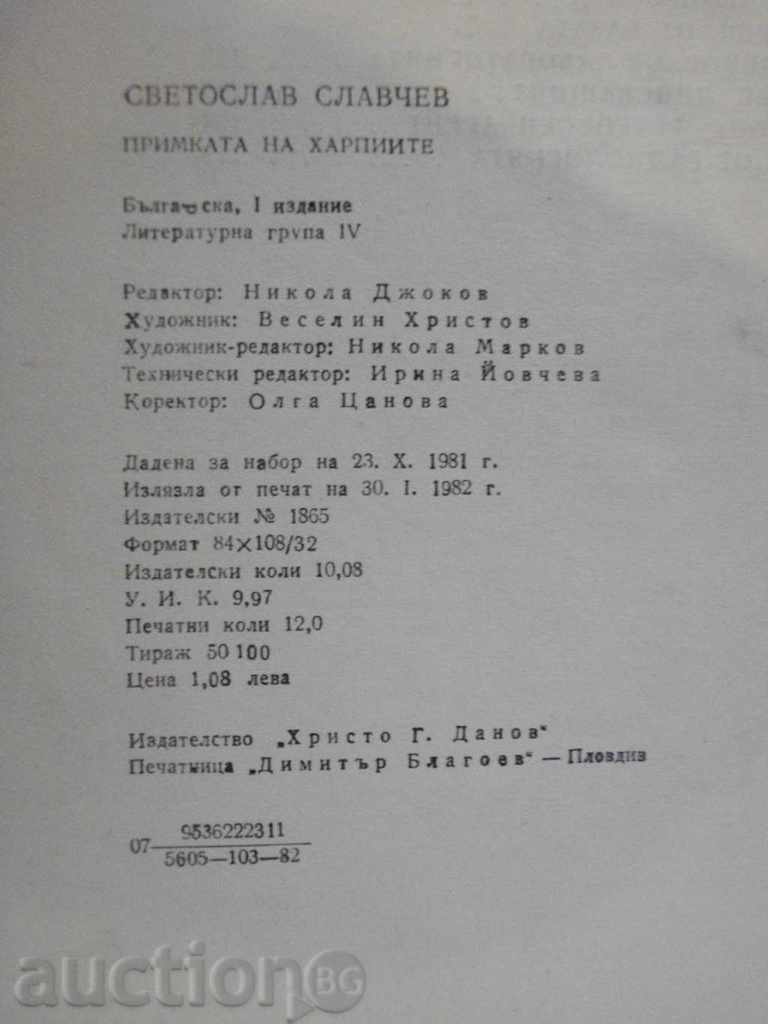 СВЕТОСЛАВ СЛАВЧЕВ
ПРИМКАТА НА ХАРПИИТЕ
Българска, I издание
Литературна група IV
Редактор: Никола Джоков
Художник: Веселин Христов
Художник-редактор: Никола Марков
Технически редактор: Ирина Йовчева
Коректор: Олга Цанова
Дадена за набор на 23. X. 1981 г.
Излязла от печат на 30. I. 1982 г.
Издателски № 1865
Формат 84×108/32
Издателски коли 10,08
У. И. К. 9,97
Печатни коли 12,0
Тираж 50 100
Цена 1,08 лева
Издателство „Христо Г. Данов“
Печатница „Димитър Благоев“ — Пловдив
07 9536222311
5605—103—82
auctionBG